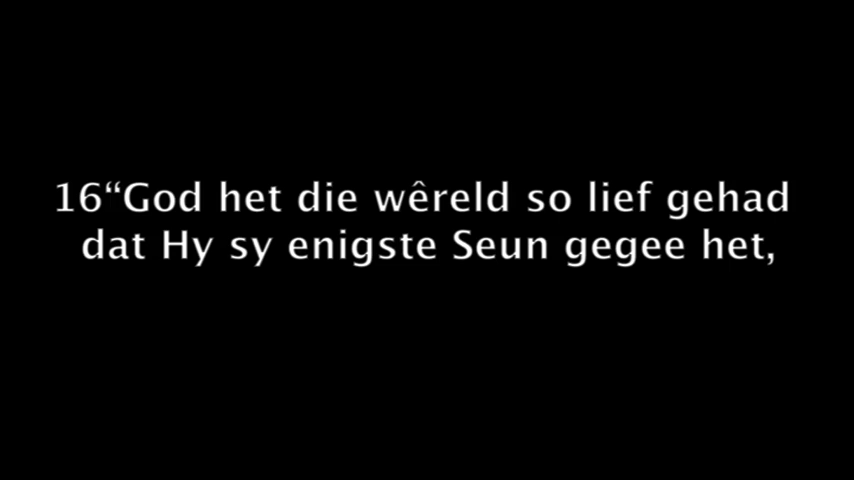 16“God het die wêreld so lief gehad
dat Hy sy enigste Seun gegee het,